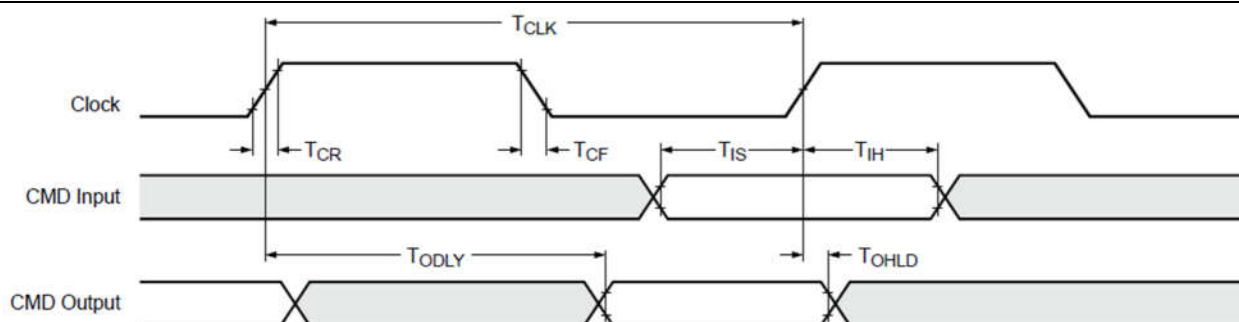 TCLK
Clock
TCR
TCF
TIS
TIH
CMD Input
TODLY
TOHLD
CMD Output